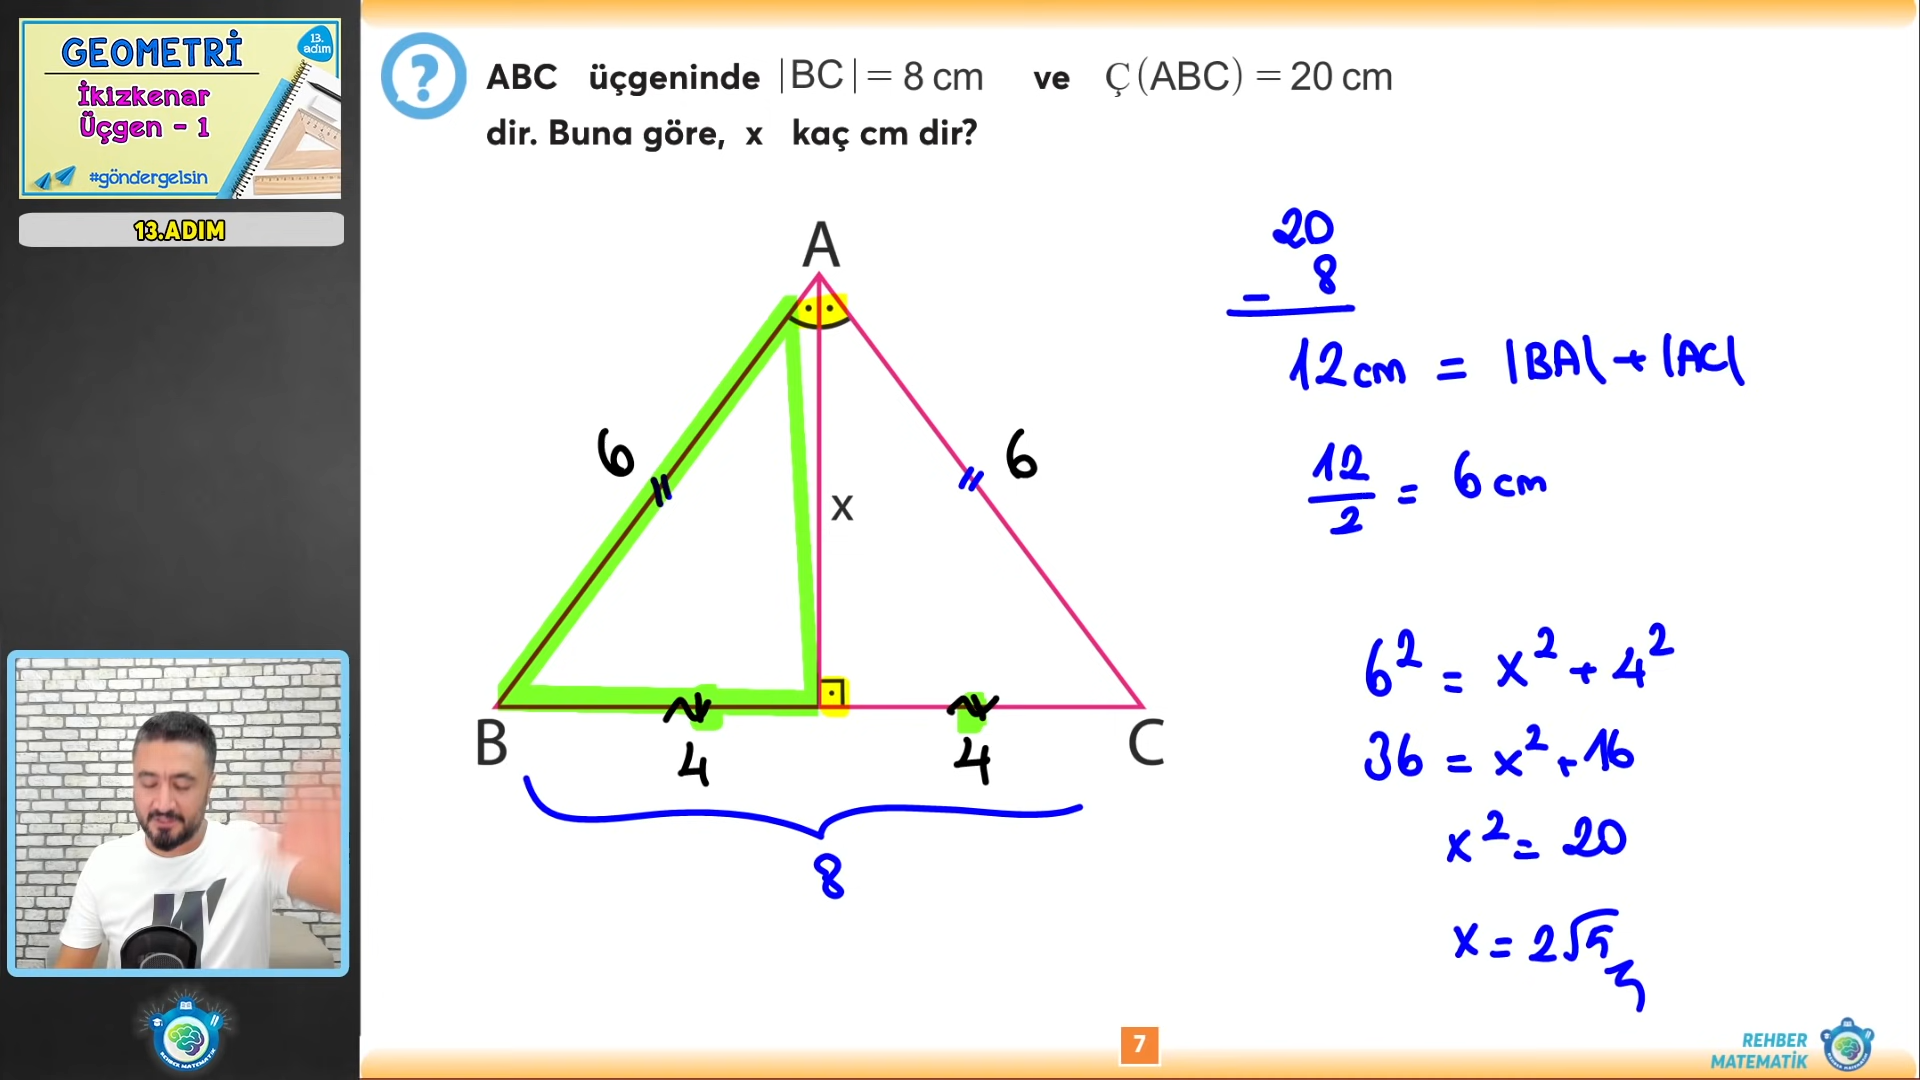 GEOMETRİ
13.
adım
İkizkenar
Üçgen - 1
#göndergelsin
13.ADIM
ABC üçgeninde |BC| = 8 cm ve Ç(ABC) = 20 cm
dir. Buna göre, x kaç cm dir?
A
6
6
x
B
C
4
4
8
20
- 8
12 cm = |BA| + |AC|
12/2 = 6 cm
6² = x² + 4²
36 = x² + 16
x² = 20
x = 2√5
7
REHBER
MATEMATİK
REHBER MATEMATİK